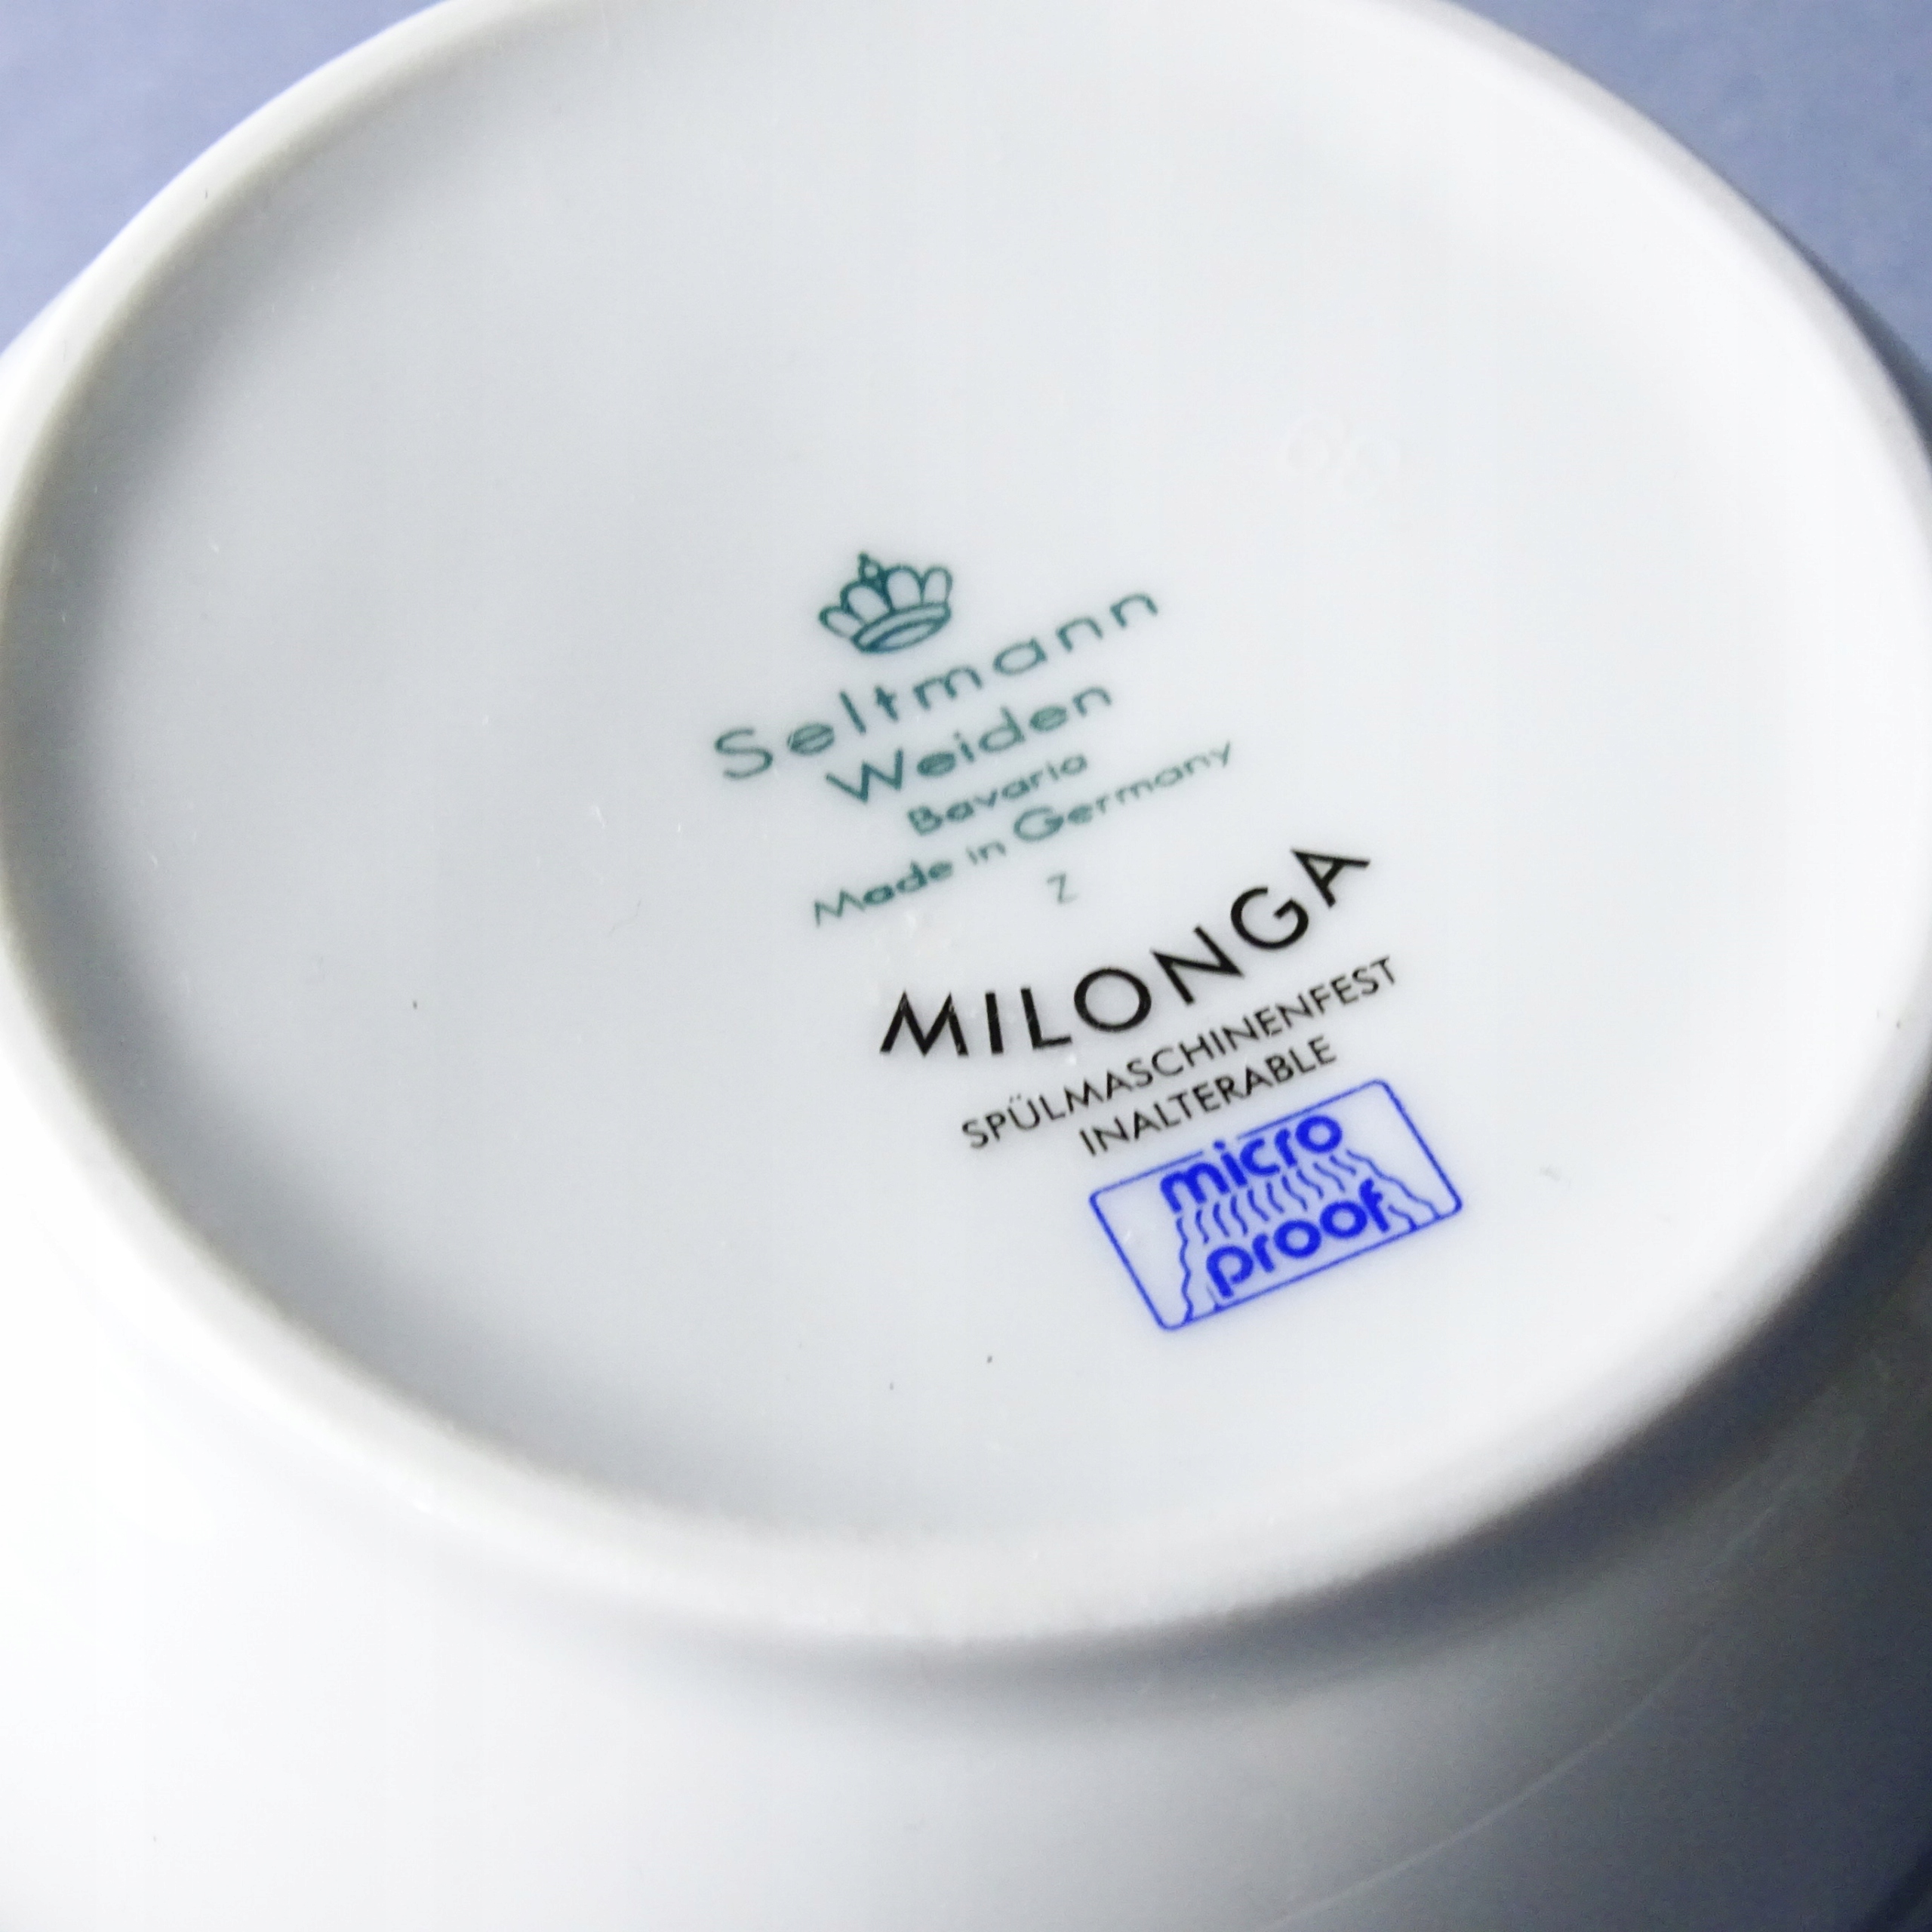 Seltmann
Weiden
Bavaria
Made in Germany
Z
MILONGA
SPÜLMASCHINENFEST
INALTERABLE
micro
proof